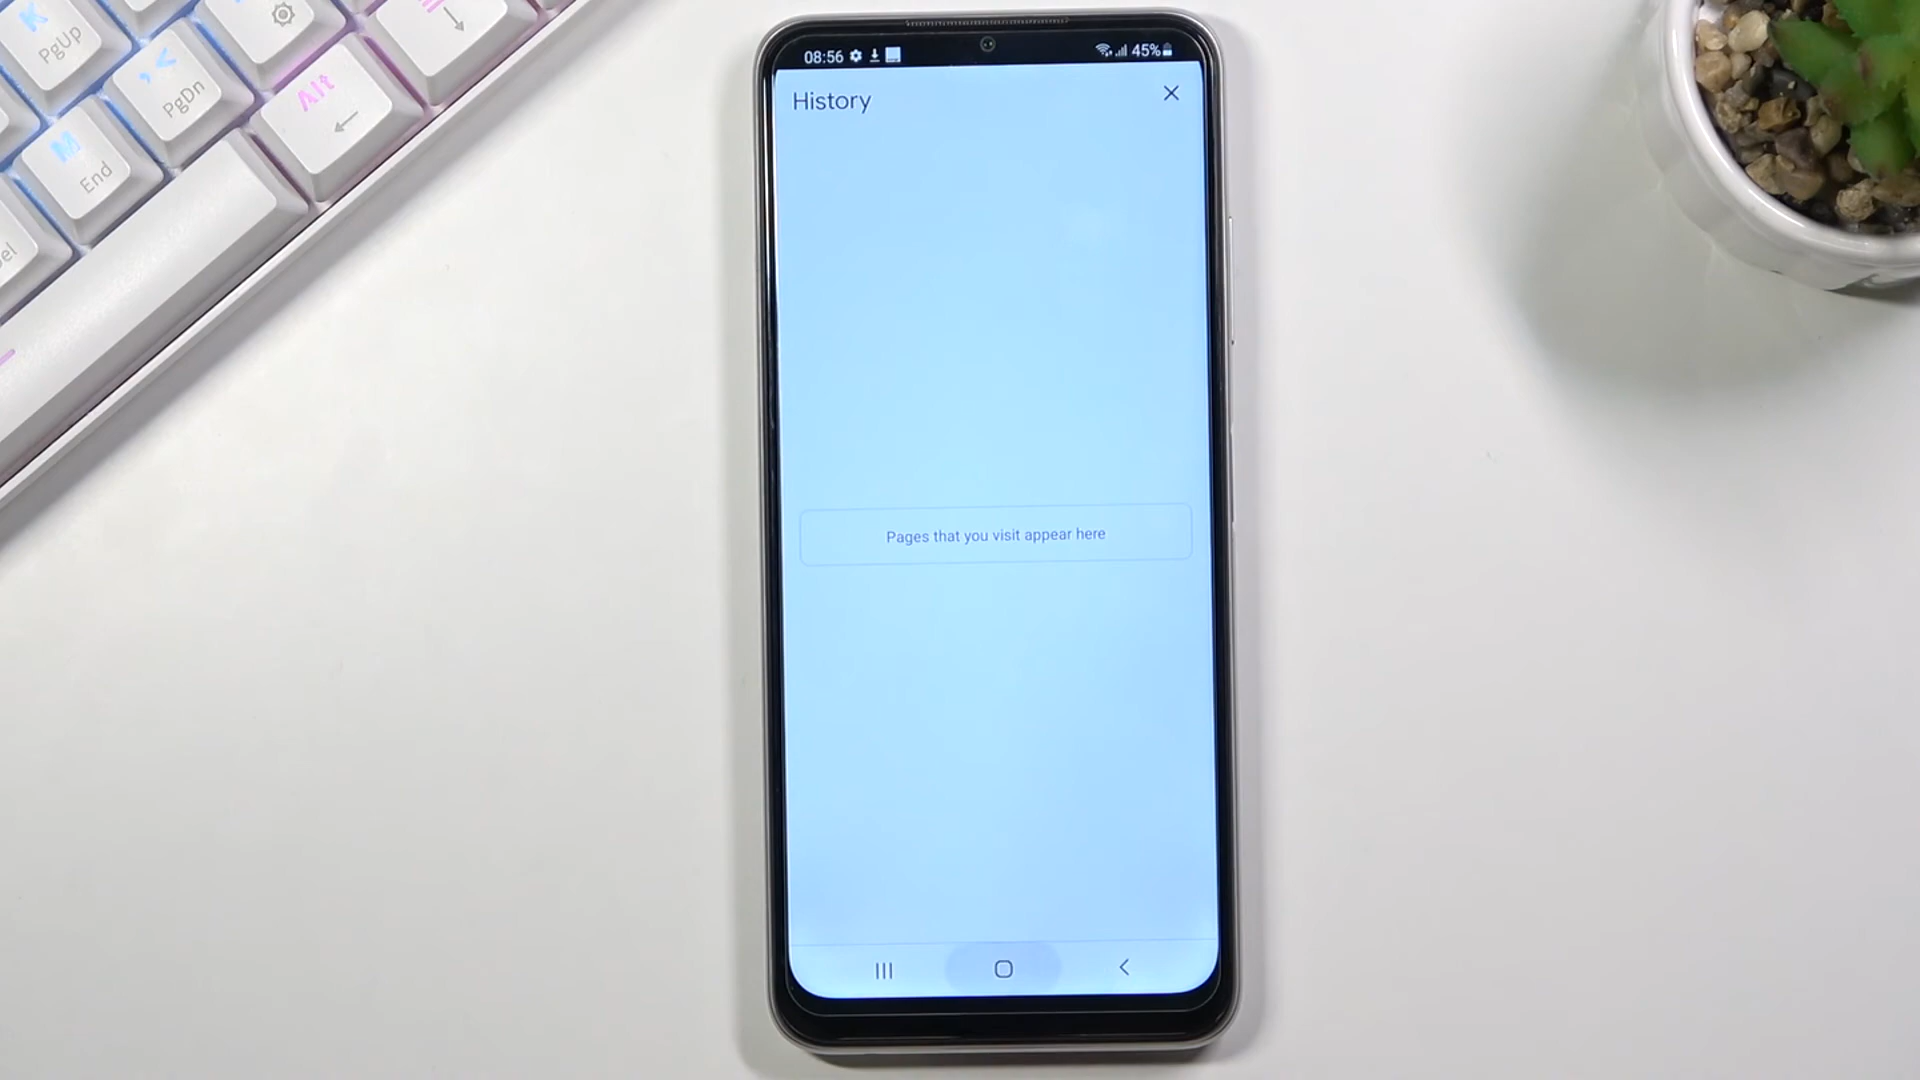 K
PgUp
PgDn
Alt
M
End
08:56
45%
History
Pages that you visit appear here